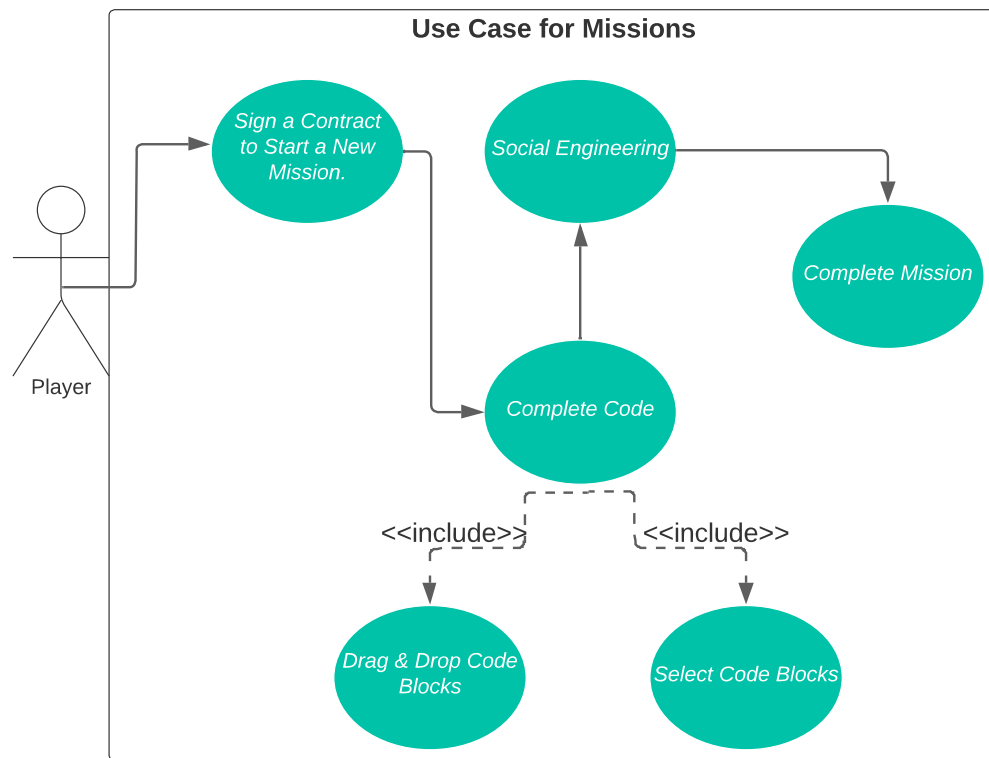 Use Case for Missions
Sign a Contract
to Start a New
Mission.
Social Engineering
Complete Mission
Player
Complete Code
<<include>>
<<include>>
Drag & Drop Code
Blocks
Select Code Blocks